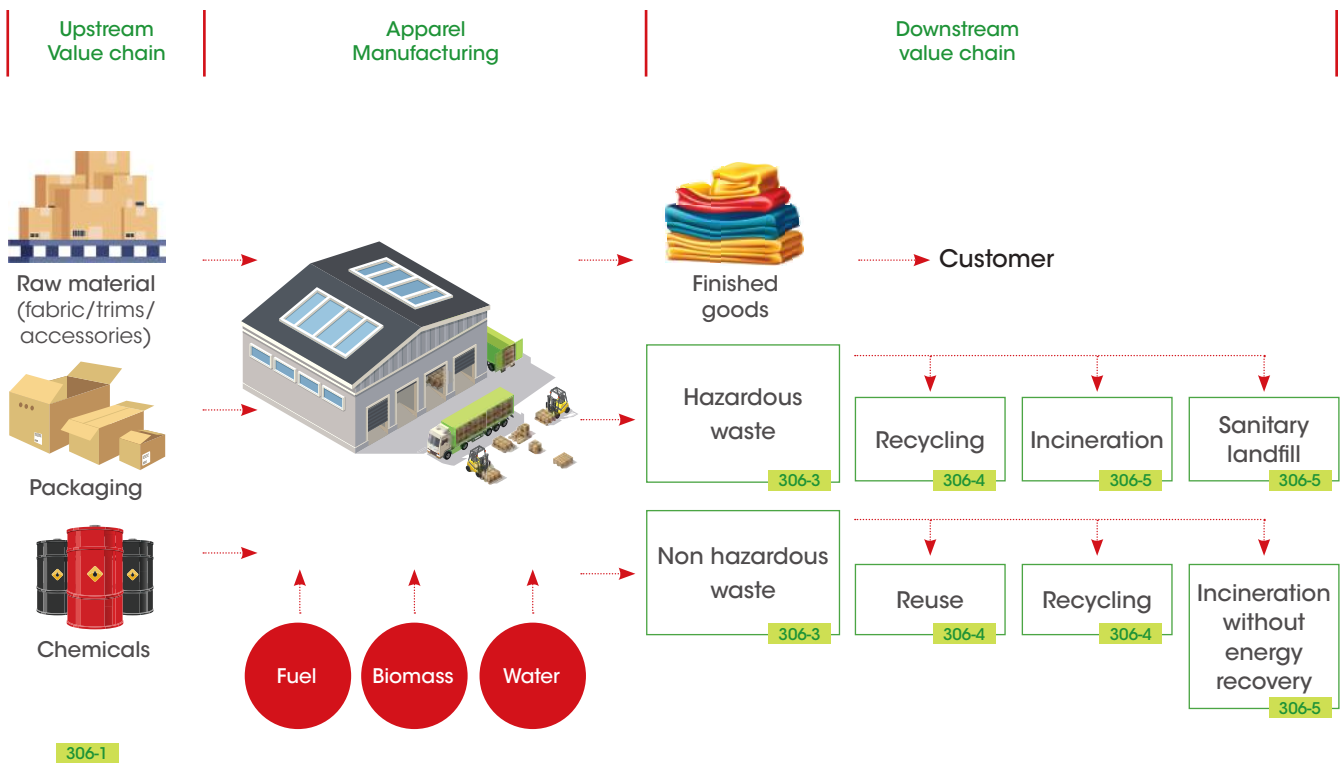 Upstream
Value chain
Apparel
Manufacturing
Downstream
value chain
Raw material
(fabric/trims/
accessories)
Packaging
Chemicals
306-1
Fuel
Biomass
Water
Finished
goods
Customer
Hazardous
waste
306-3
Recycling
306-4
Incineration
306-5
Sanitary
landfill
306-5
Non hazardous
waste
306-3
Reuse
306-4
Recycling
306-4
Incineration
without
energy
recovery
306-5